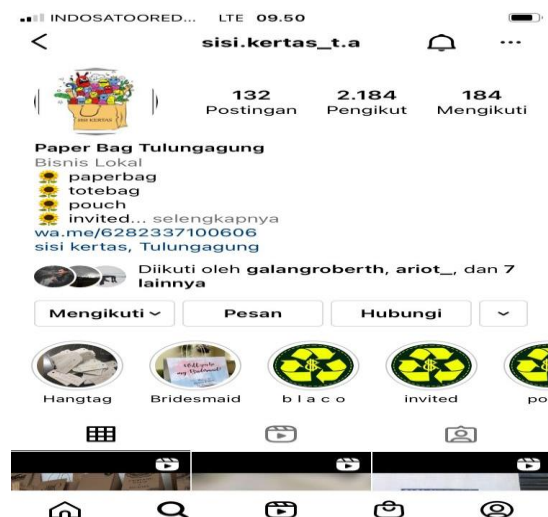 INDOSATOORED... LTE 09.50
sisi.kertas_t.a
SISI KERTAS
132 2.184 184
Postingan Pengikut Mengikuti
Paper Bag Tulungagung
Bisnis Lokal
paperbag
totebag
pouch
invited... selengkapnya
wa.me/6282337100606
sisi kertas, Tulungagung
Diikuti oleh galangroberth, ariot_, dan 7
lainnya
Mengikuti Pesan Hubungi
Hangtag Bridesmaid b l a c o invited po